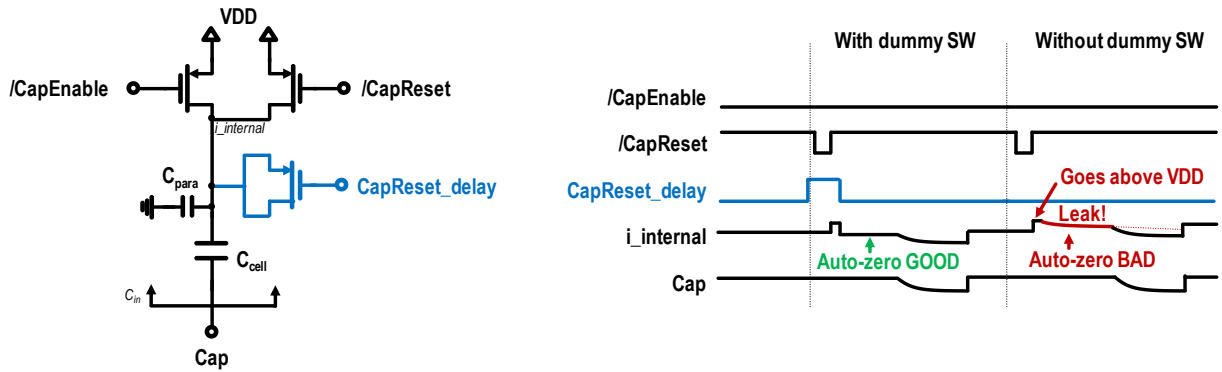 VDD
/CapEnable
/CapReset
i_internal
Cpara
CapReset_delay
Ccell
Cin
Cap
With dummy SW
Without dummy SW
/CapEnable
/CapReset
CapReset_delay
Goes above VDD
Leak!
i_internal
Auto-zero GOOD
Auto-zero BAD
Cap